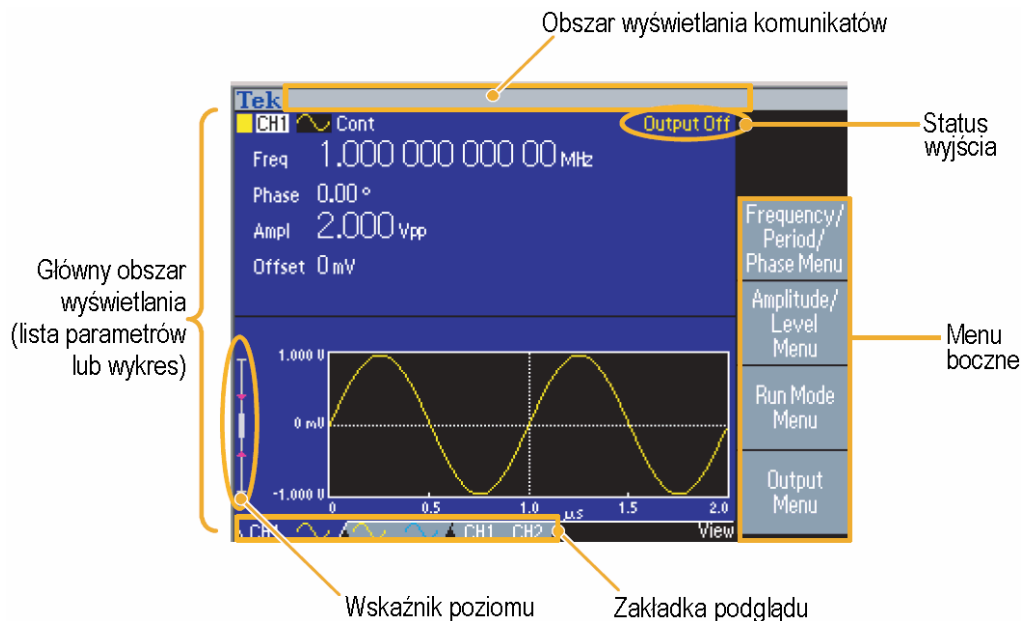 Obszar wyświetlania komunikatów
Tek
CH1 Cont
Output Off
Status
wyjścia
Freq 1.000 000 000 00 MHz
Phase 0.00 °
Ampl 2.000 Vpp
Offset 0 mV
Główny obszar
wyświetlania
(lista parametrów
lub wykres)
Frequency/
Period/
Phase Menu
Amplitude/
Level
Menu
Run Mode
Menu
Output
Menu
Menu
boczne
1.000 V
0 mV
-1.000 V
0 0.5 1.0 μs 1.5 2.0
CH1 CH1 CH2 View
Wskaźnik poziomu
Zakładka podglądu